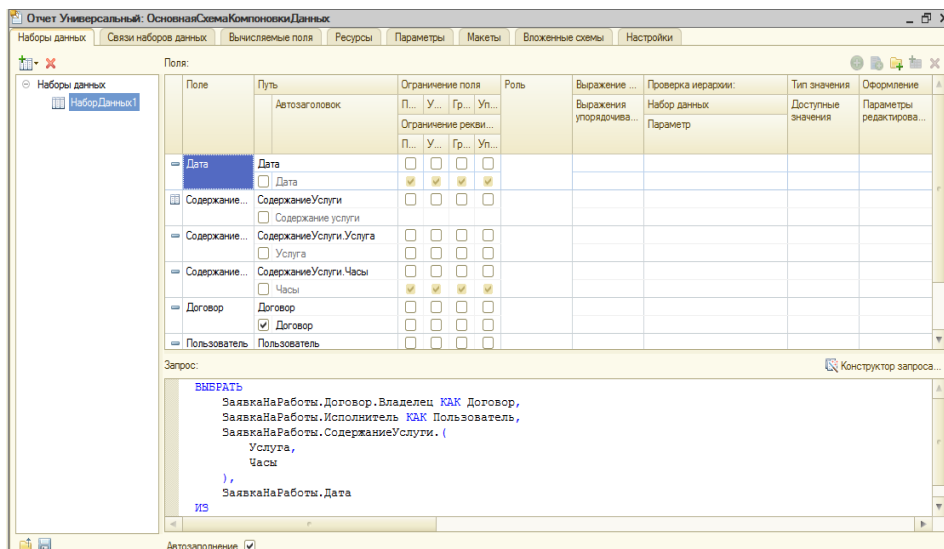 Отчет Универсальный: ОсновнаяСхемаКомпоновкиДанных
Наборы данных Связи наборов данных Вычисляемые поля Ресурсы Параметры Макеты Вложенные схемы Настройки
Поля:
Наборы данных
НаборДанных1
Поле Путь Ограничение поля Роль Выражение ... Проверка иерархии: Тип значения Оформление
Автозаголовок П... У... Гр... Уп... Выражения упорядочива... Набор данных Доступные значения Параметры редактирова...
Ограничение рекви... Параметр
П... У... Гр... Уп...
Дата Дата
Дата
Содержание... СодержаниеУслуги
Содержание услуги
Содержание... СодержаниеУслуги.Услуга
Услуга
Содержание... СодержаниеУслуги.Часы
Часы
Договор Договор
Договор
Пользователь Пользователь
Запрос: Конструктор запроса...
ВЫБРАТЬ
ЗаявкаНаРаботы.Договор.Владелец КАК Договор,
ЗаявкаНаРаботы.Исполнитель КАК Пользователь,
ЗаявкаНаРаботы.СодержаниеУслуги.(
Услуга,
Часы
),
ЗаявкаНаРаботы.Дата
ИЗ
Автозаполнение